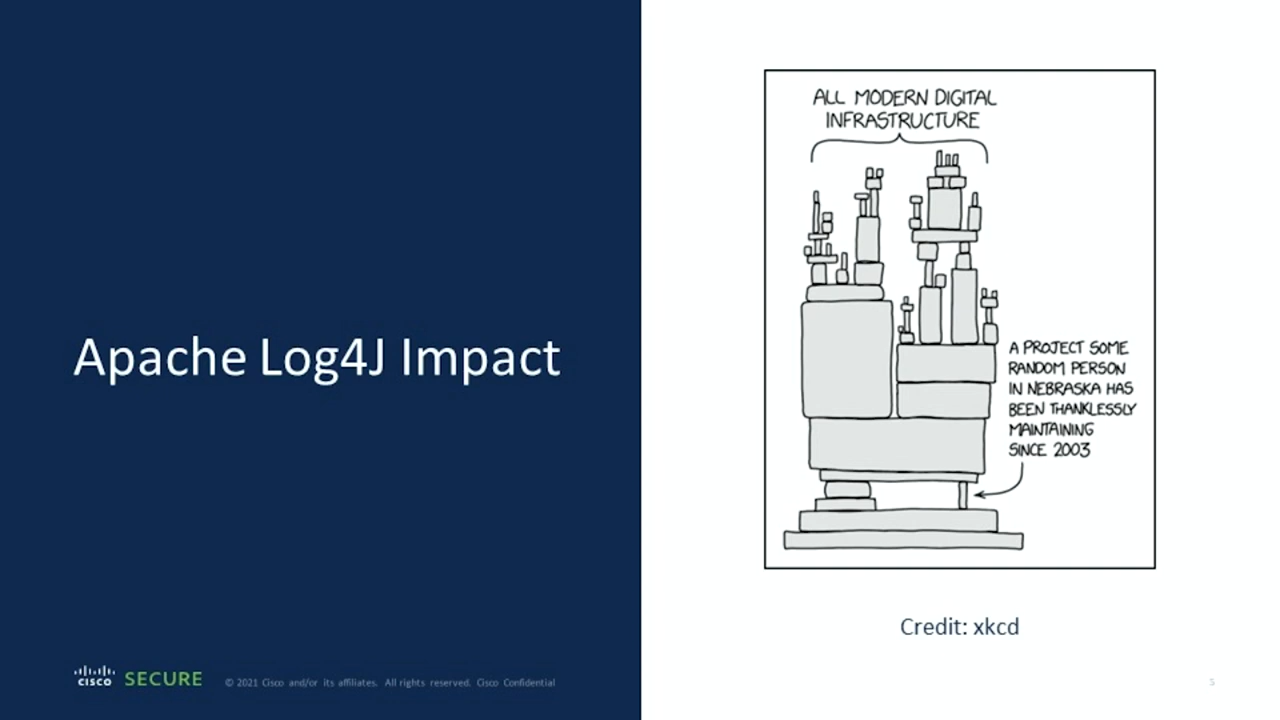 Apache Log4J Impact
CISCO SECURE © 2021 Cisco and/or its affiliates. All rights reserved. Cisco Confidential
ALL MODERN DIGITAL
INFRASTRUCTURE
A PROJECT SOME
RANDOM PERSON
IN NEBRASKA HAS
BEEN THANKLESSLY
MAINTAINING
SINCE 2003
Credit: xkcd
5